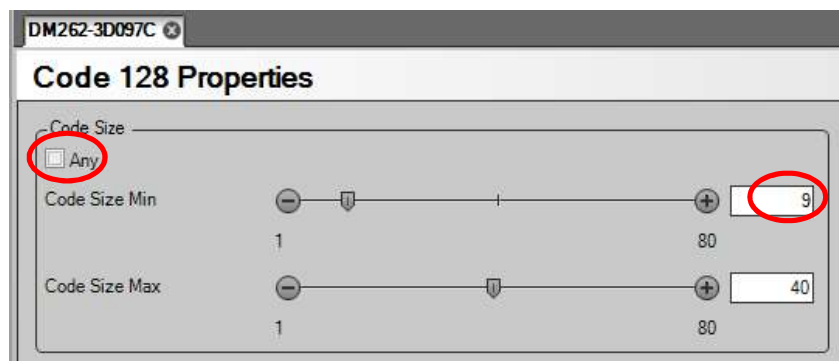 DM262-3D097C
Code 128 Properties
Code Size
Any
Code Size Min
9
1
80
Code Size Max
40
1
80